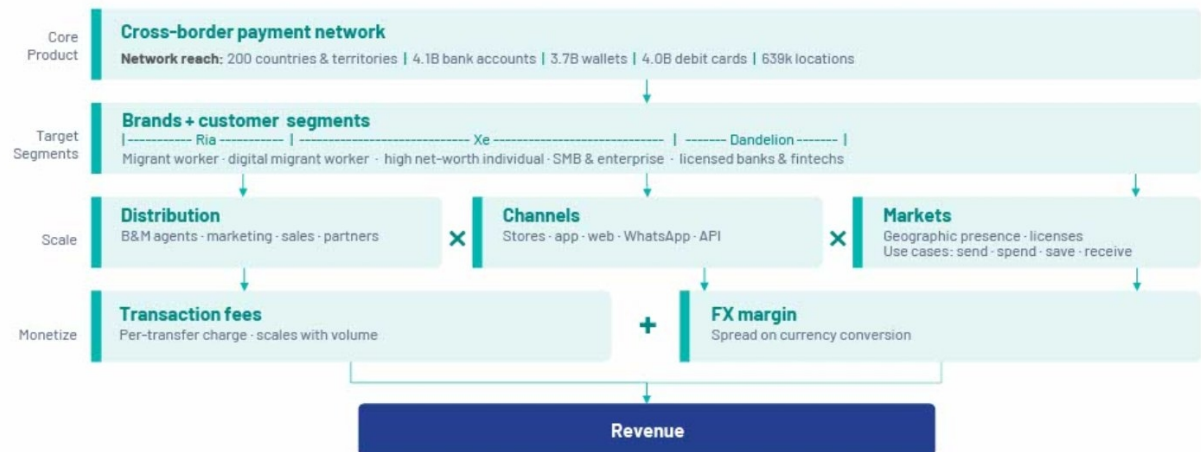 Core
Product
Cross-border payment network
Network reach: 200 countries & territories | 4.1B bank accounts | 3.7B wallets | 4.0B debit cards | 639k locations
Target
Segments
Brands + customer segments
|----------- Ria ----------- | ----------------------------- Xe ----------------------------- | ------- Dandelion ------- |
Migrant worker · digital migrant worker · high net-worth individual · SMB & enterprise · licensed banks & fintechs
Scale
Distribution
B&M agents · marketing · sales · partners
×
Channels
Stores · app · web · WhatsApp · API
×
Markets
Geographic presence · licenses
Use cases: send · spend · save · receive
Monetize
Transaction fees
Per-transfer charge · scales with volume
+
FX margin
Spread on currency conversion
Revenue